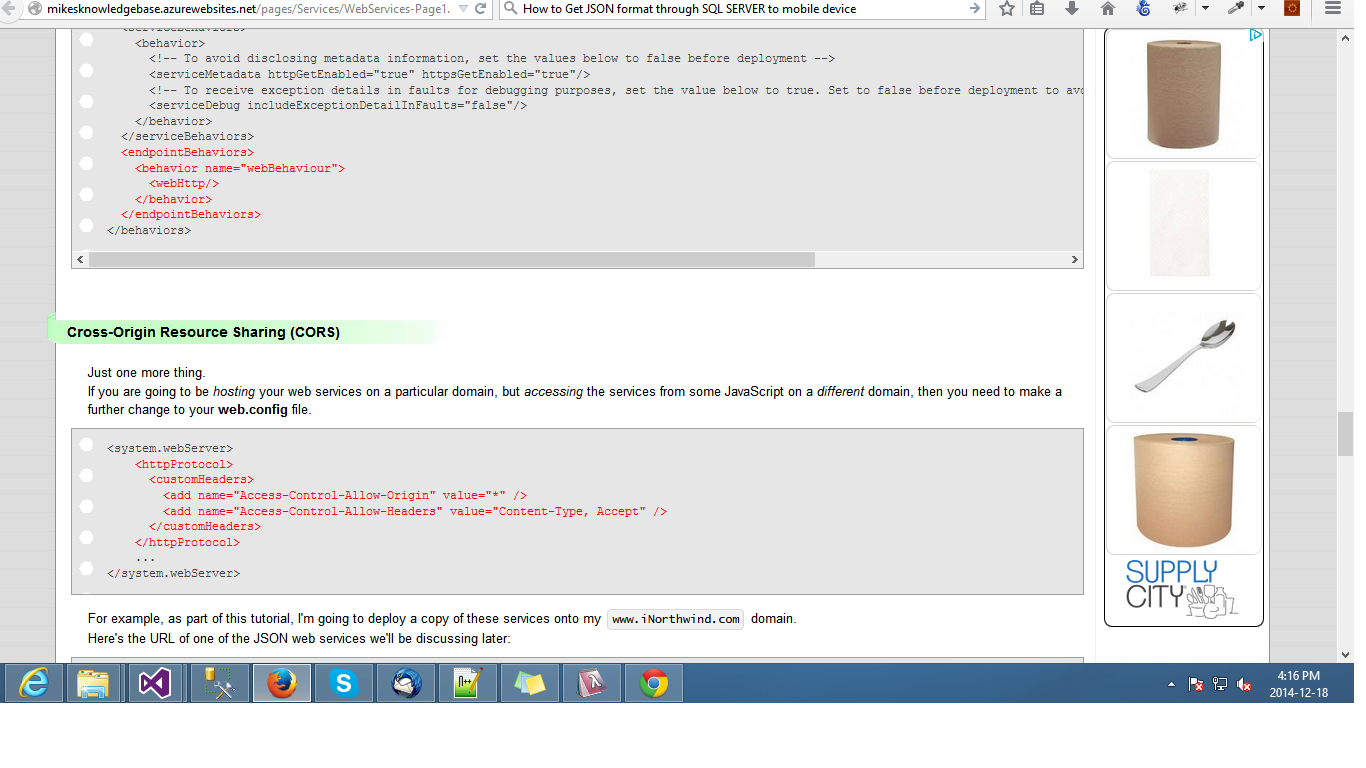 mikesknowledgebase.azurewebsites.net/pages/Services/WebServices-Page1.
How to Get JSON format through SQL SERVER to mobile device
<serviceBehaviors>
<behavior>
<!-- To avoid disclosing metadata information, set the values below to false before deployment -->
<serviceMetadata httpGetEnabled="true" httpsGetEnabled="true"/>
<!-- To receive exception details in faults for debugging purposes, set the value below to true. Set to false before deployment to avo
<serviceDebug includeExceptionDetailInFaults="false"/>
</behavior>
</serviceBehaviors>
<endpointBehaviors>
<behavior name="webBehaviour">
<webHttp/>
</behavior>
</endpointBehaviors>
</behaviors>
Cross-Origin Resource Sharing (CORS)
Just one more thing.
If you are going to be hosting your web services on a particular domain, but accessing the services from some JavaScript on a different domain, then you need to make a
further change to your web.config file.
<system.webServer>
<httpProtocol>
<customHeaders>
<add name="Access-Control-Allow-Origin" value="*" />
<add name="Access-Control-Allow-Headers" value="Content-Type, Accept" />
</customHeaders>
</httpProtocol>
...
</system.webServer>
For example, as part of this tutorial, I'm going to deploy a copy of these services onto my www.iNorthwind.com domain.
Here's the URL of one of the JSON web services we'll be discussing later:
SUPPLY
CITY
4:16 PM
2014-12-18